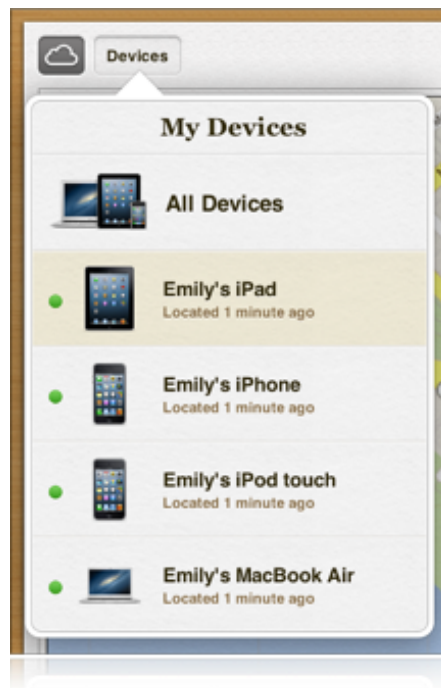 Devices
My Devices
All Devices
Emily's iPad
Located 1 minute ago
Emily's iPhone
Located 1 minute ago
Emily's iPod touch
Located 1 minute ago
Emily's MacBook Air
Located 1 minute ago